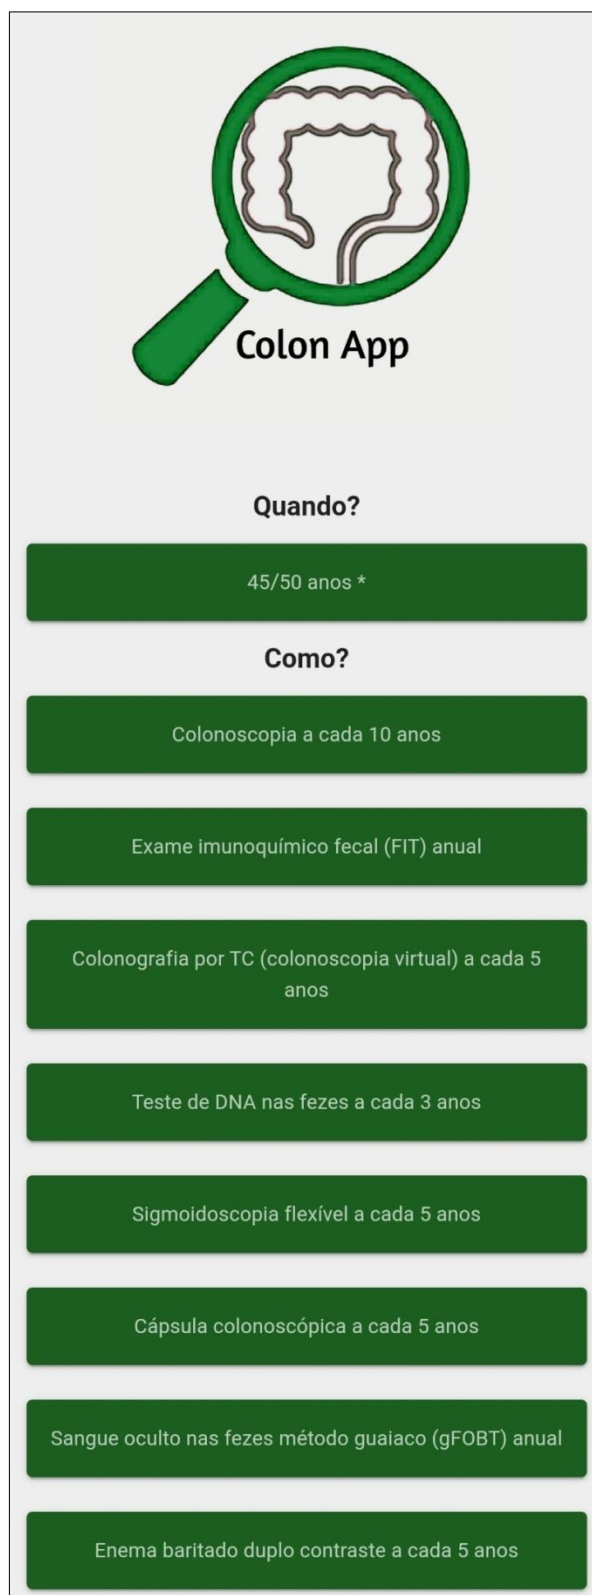 Colon App
Quando?
45/50 anos *
Como?
Colonoscopia a cada 10 anos
Exame imunoquímico fecal (FIT) anual
Colonografia por TC (colonoscopia virtual) a cada 5
anos
Teste de DNA nas fezes a cada 3 anos
Sigmoidoscopia flexível a cada 5 anos
Cápsula colonoscópica a cada 5 anos
Sangue oculto nas fezes método guaiaco (gFOBT) anual
Enema baritado duplo contraste a cada 5 anos